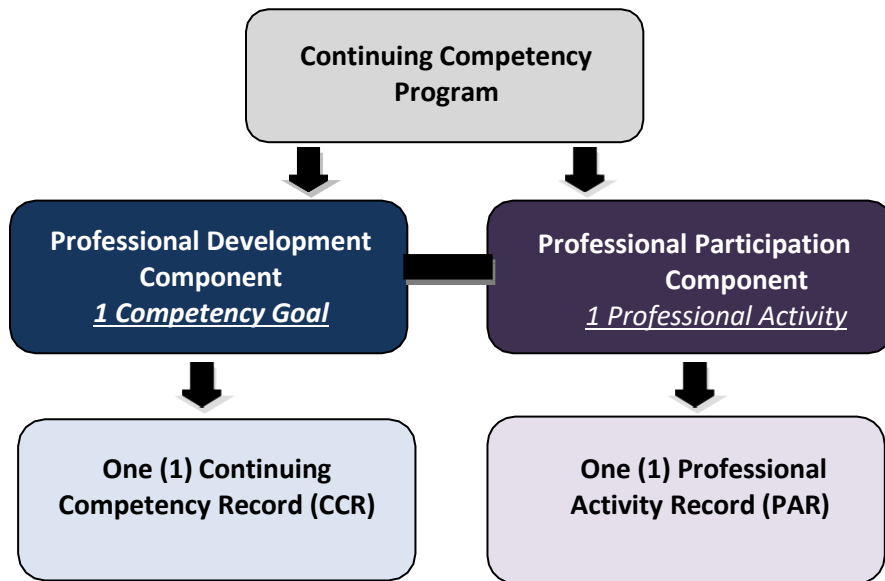 Continuing Competency
Program
Professional Development
Component
1 Competency Goal
Professional Participation
Component
1 Professional Activity
One (1) Continuing
Competency Record (CCR)
One (1) Professional
Activity Record (PAR)